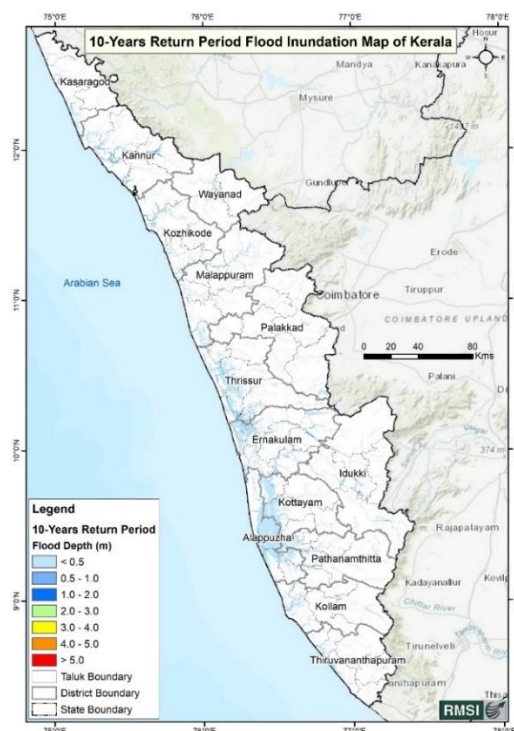 10-Years Return Period Flood Inundation Map of Kerala
Hosur
Mandya
Kanakapura
Kasaragod
Mysure
Kannur
Gundlupet
Wayanad
Kozhikode
Erode
Arabian Sea
Malappuram
Coimbatore
Tiruppur
COIMBATORE UPLAND
Palakkad
0 20 40 80
Kms
Thrissur
Palani
Ernakulam
374 m
Idukki
Kottayam
Rajapalayam
Alappuzha
Pathanamthitta
Kadayanallur
Kollam
Chittar River
Tirunelveli
Thiruvananthapuram
Legend
10-Years Return Period
Flood Depth (m)
< 0.5
0.5 - 1.0
1.0 - 2.0
2.0 - 3.0
3.0 - 4.0
4.0 - 5.0
> 5.0
Taluk Boundary
District Boundary
State Boundary
RMSI
75°0'E 76°0'E 77°0'E 78°0'E
12°0'N
11°0'N
10°0'N
9°0'N